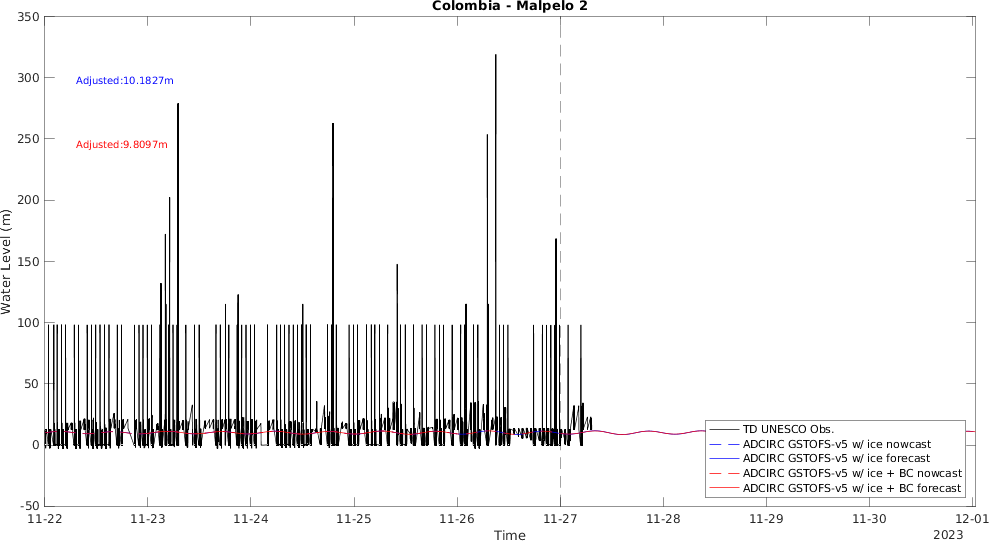 Colombia - Malpelo 2
350
300
250
200
150
100
50
0
-50
Water Level (m)
Adjusted:10.1827m
Adjusted:9.8097m
TD UNESCO Obs.
ADCIRC GSTOFS-v5 w/ ice nowcast
ADCIRC GSTOFS-v5 w/ ice forecast
ADCIRC GSTOFS-v5 w/ ice + BC nowcast
ADCIRC GSTOFS-v5 w/ ice + BC forecast
11-22 11-23 11-24 11-25 11-26 11-27 11-28 11-29 11-30 12-01
Time
2023